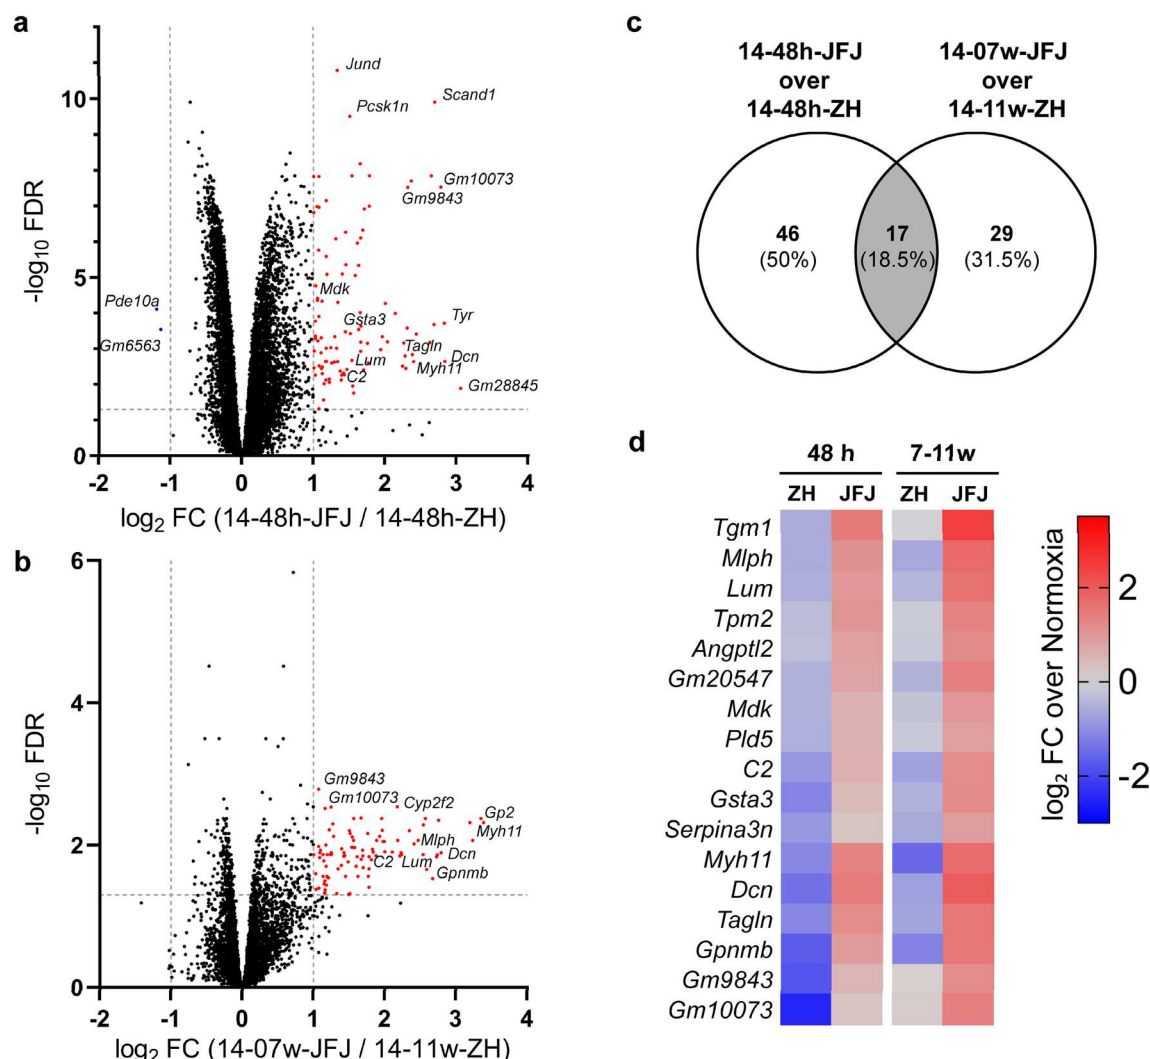 a
-log10 FDR
10
5
0
-2
-1
0
1
2
3
4
Jund
Scand1
Pcsk1n
Gm10073
Gm9843
Mdk
Pde10a
Gsta3
Tyr
Gm6563
Tagln
Lum
Dcn
C2
Myh11
Gm28845
log2 FC (14-48h-JFJ / 14-48h-ZH)
b
-log10 FDR
6
4
2
0
-2
-1
0
1
2
3
4
Gm9843
Gm10073
Cyp2f2
Gp2
Mlph
Myh11
C2
Lum
Dcn
Gpnmb
log2 FC (14-07w-JFJ / 14-11w-ZH)
c
14-48h-JFJ
over
14-48h-ZH
14-07w-JFJ
over
14-11w-ZH
46
(50%)
17
(18.5%)
29
(31.5%)
d
48 h
7-11w
ZH
JFJ
ZH
JFJ
Tgm1
Mlph
Lum
Tpm2
Angptl2
Gm20547
Mdk
Pld5
C2
Gsta3
Serpina3n
Myh11
Dcn
Tagln
Gpnmb
Gm9843
Gm10073
log2 FC over Normoxia
2
0
-2